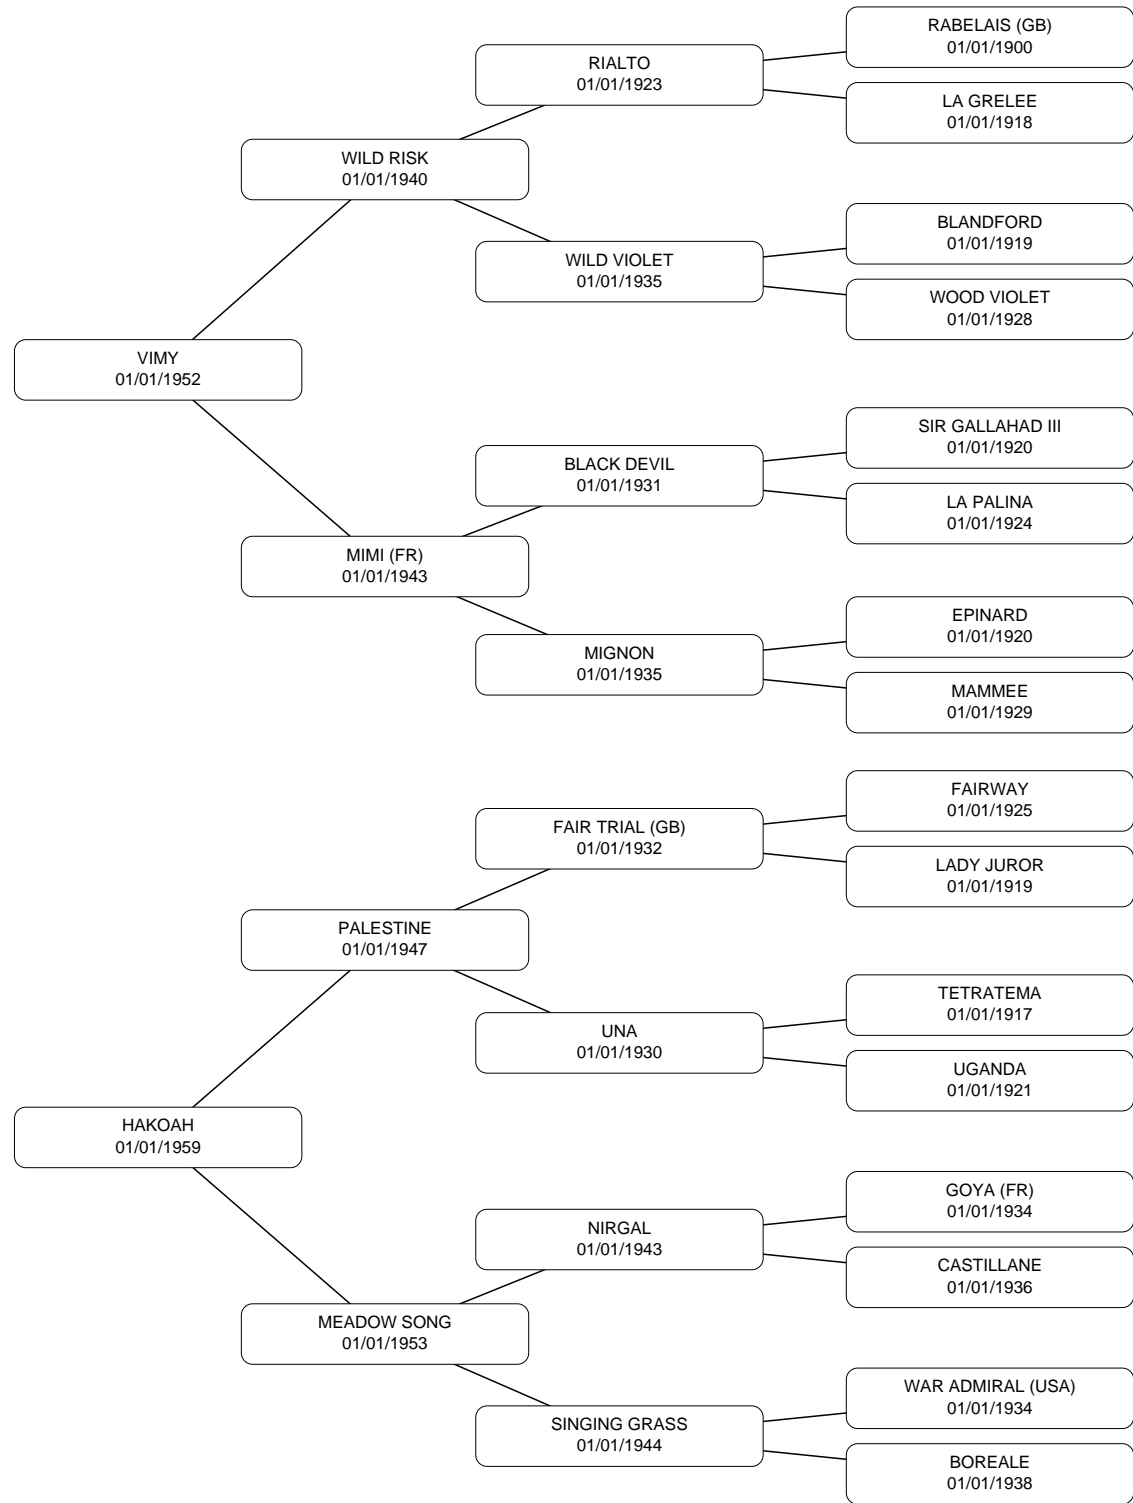 RABELAIS (GB)
01/01/1900
RIALTO
01/01/1923
LA GRELEE
01/01/1918
WILD RISK
01/01/1940
BLANDFORD
01/01/1919
WILD VIOLET
01/01/1935
WOOD VIOLET
01/01/1928
VIMY
01/01/1952
SIR GALLAHAD III
01/01/1920
BLACK DEVIL
01/01/1931
LA PALINA
01/01/1924
MIMI (FR)
01/01/1943
EPINARD
01/01/1920
MIGNON
01/01/1935
MAMMEE
01/01/1929
FAIRWAY
01/01/1925
FAIR TRIAL (GB)
01/01/1932
LADY JUROR
01/01/1919
PALESTINE
01/01/1947
TETRATEMA
01/01/1917
UNA
01/01/1930
UGANDA
01/01/1921
HAKOAH
01/01/1959
GOYA (FR)
01/01/1934
NIRGAL
01/01/1943
CASTILLANE
01/01/1936
MEADOW SONG
01/01/1953
WAR ADMIRAL (USA)
01/01/1934
SINGING GRASS
01/01/1944
BOREALE
01/01/1938